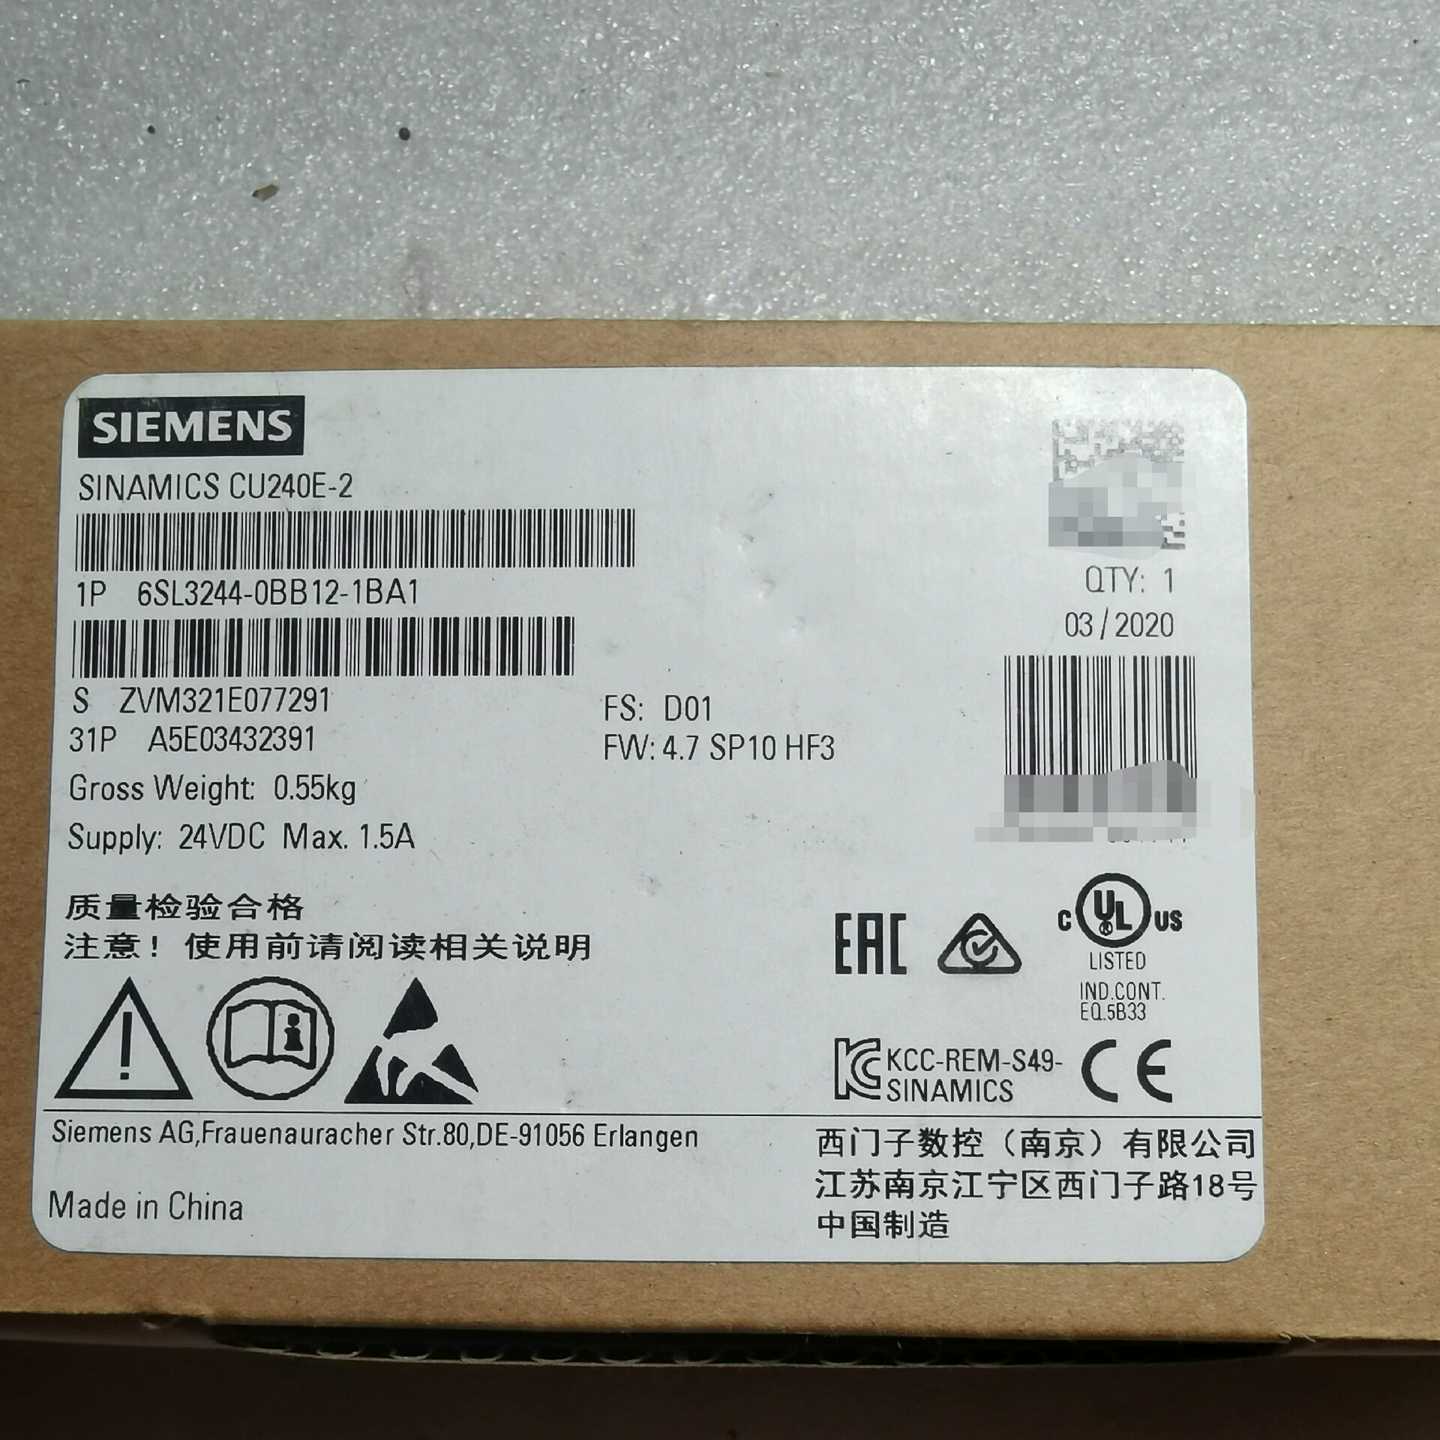 SIEMENS
SINAMICS CU240E-2
1P 6SL3244-0BB12-1BA1
QTY: 1
03/2020
S ZVM321E077291
31P A5E03432391
FS: D01
FW: 4.7 SP10 HF3
Gross Weight: 0.55kg
Supply: 24VDC Max. 1.5A
质量检验合格
注意！使用前请阅读相关说明
EAC
C UL US
LISTED
IND.CONT.
EQ.5B33
KCC-REM-S49-
SINAMICS
CE
Siemens AG,Frauenauracher Str.80,DE-91056 Erlangen
Made in China
西门子数控（南京）有限公司
江苏南京江宁区西门子路18号
中国制造